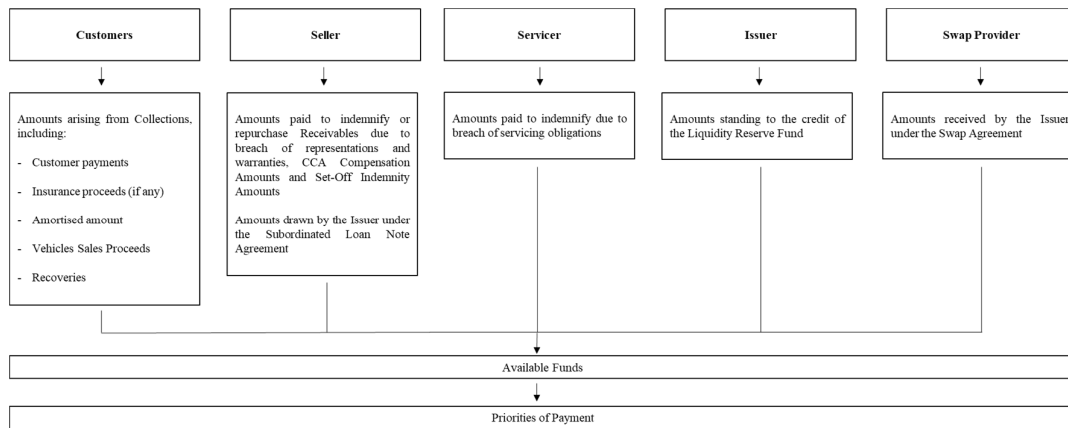 Customers
Seller
Servicer
Issuer
Swap Provider
Amounts arising from Collections,
including:
- Customer payments
- Insurance proceeds (if any)
- Amortised amount
- Vehicles Sales Proceeds
- Recoveries
Amounts paid to indemnify or
repurchase Receivables due to
breach of representations and
warranties, CCA Compensation
Amounts and Set-Off Indemnity
Amounts
Amounts drawn by the Issuer under
the Subordinated Loan Note
Agreement
Amounts paid to indemnify due to
breach of servicing obligations
Amounts standing to the credit of
the Liquidity Reserve Fund
Amounts received by the Issuer
under the Swap Agreement
Available Funds
Priorities of Payment